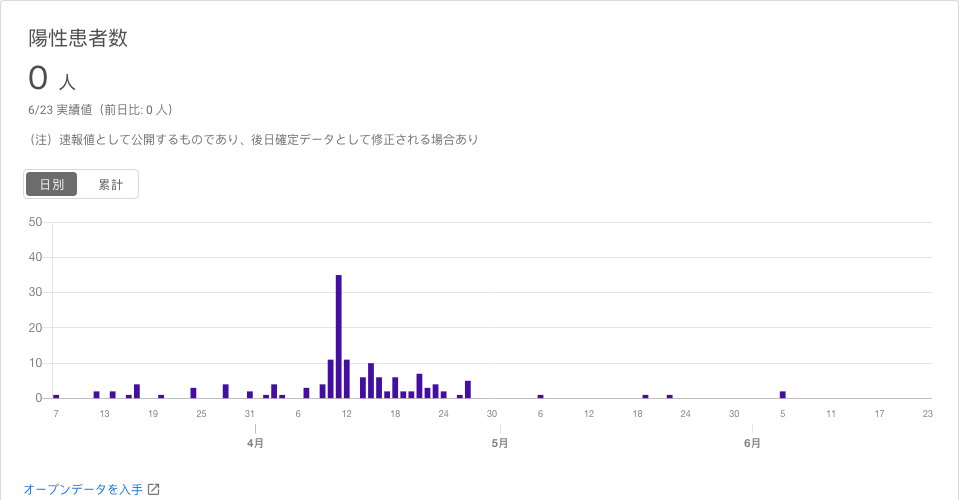 陽性患者数
0 人
6/23 実績値（前日比: 0 人）
（注）速報値として公開するものであり、後日確定データとして修正される場合あり
日別 累計
50
40
30
20
10
0
7 13 19 25 31 6 12 18 24 30 6 12 18 24 30 5 11 17 23
4月 5月 6月
オープンデータを入手